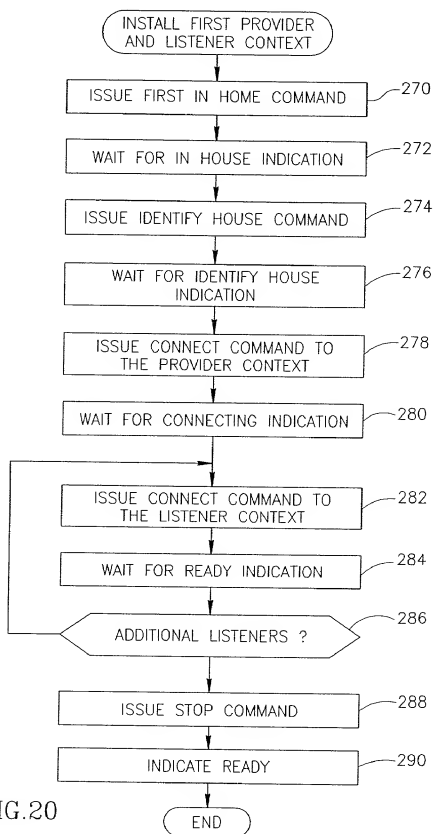 INSTALL FIRST PROVIDER
AND LISTENER CONTEXT
ISSUE FIRST IN HOME COMMAND
270
WAIT FOR IN HOUSE INDICATION
272
ISSUE IDENTIFY HOUSE COMMAND
274
WAIT FOR IDENTIFY HOUSE
INDICATION
276
ISSUE CONNECT COMMAND TO
THE PROVIDER CONTEXT
278
WAIT FOR CONNECTING INDICATION
280
ISSUE CONNECT COMMAND TO
THE LISTENER CONTEXT
282
WAIT FOR READY INDICATION
284
ADDITIONAL LISTENERS ?
286
ISSUE STOP COMMAND
288
INDICATE READY
290
END
IG.20